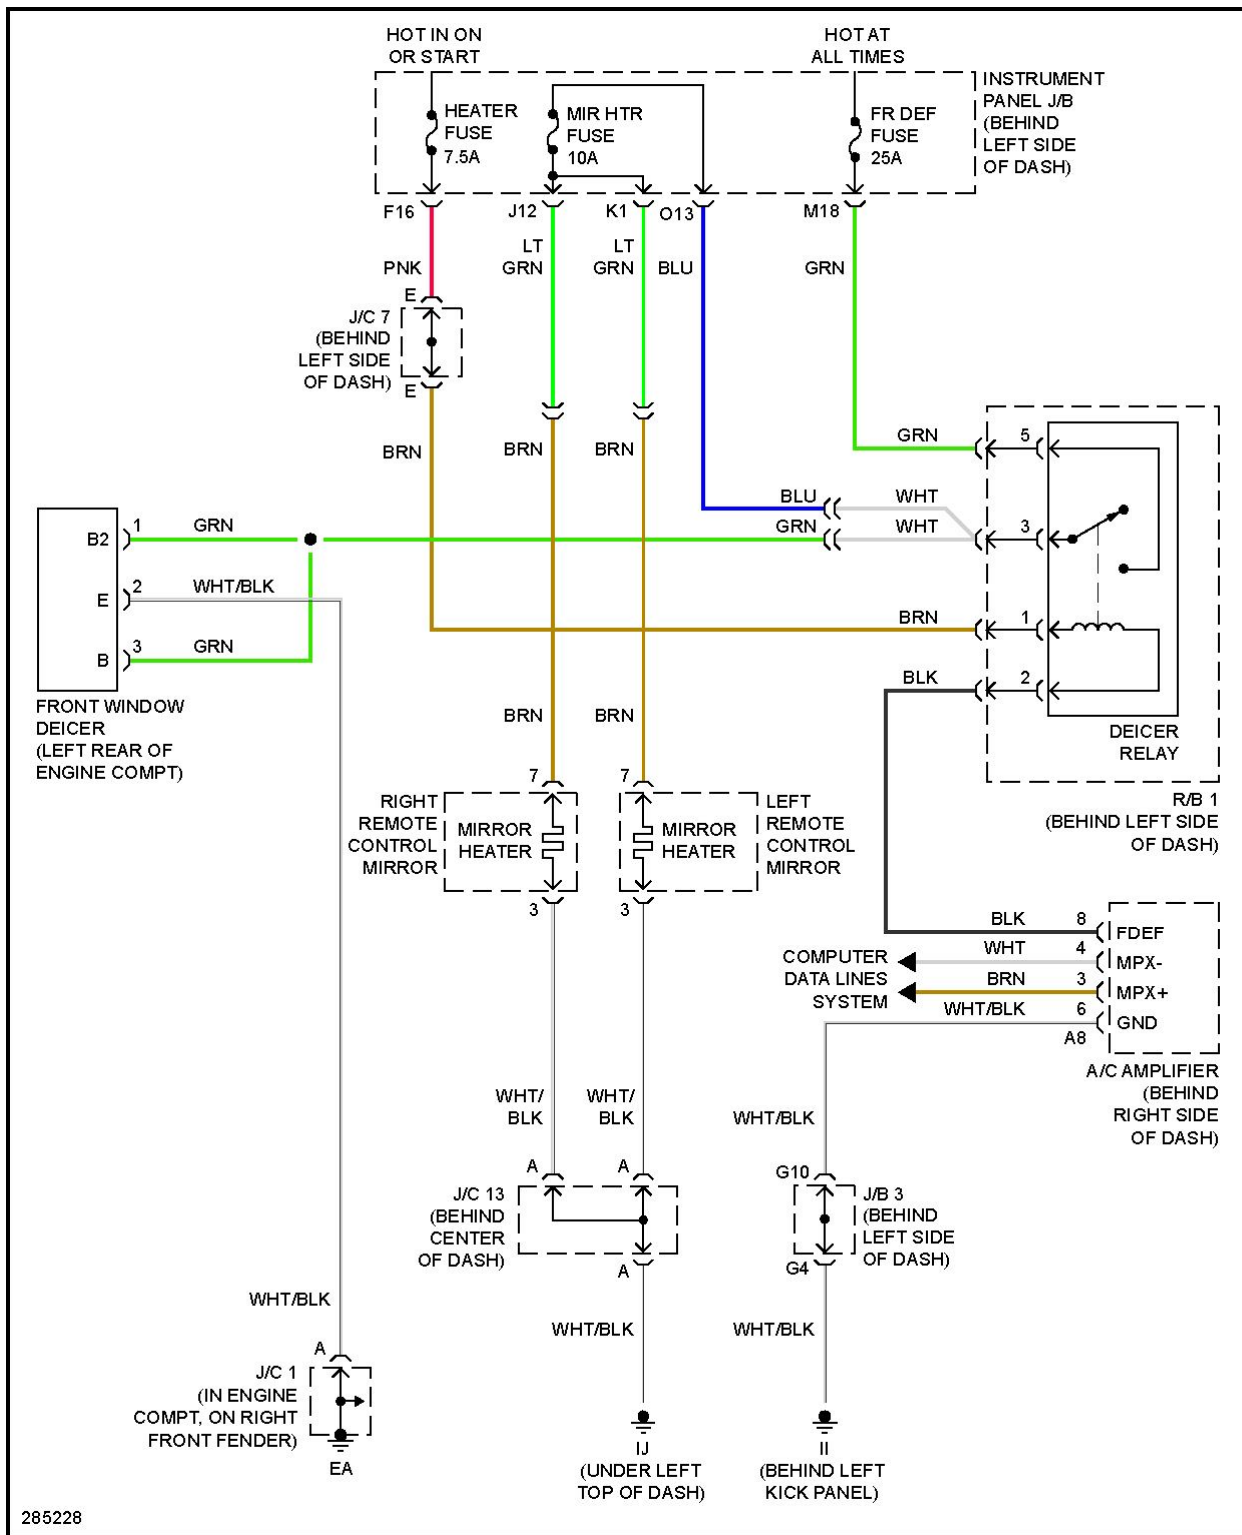 HOT IN ON
OR START
HOT AT
ALL TIMES
HEATER
FUSE
7.5A
MIR HTR
FUSE
10A
FR DEF
FUSE
25A
INSTRUMENT
PANEL J/B
(BEHIND
LEFT SIDE
OF DASH)
F16
J12
K1
O13
M18
PNK
LT
GRN
LT
GRN
BLU
GRN
E
J/C 7
(BEHIND
LEFT SIDE
OF DASH)
E
BRN
BRN
BRN
GRN
5
BLU
WHT
GRN
WHT
3
BRN
1
BLK
2
DEICER
RELAY
R/B 1
(BEHIND LEFT SIDE
OF DASH)
B2
1
GRN
E
2
WHT/BLK
B
3
GRN
FRONT WINDOW
DEICER
(LEFT REAR OF
ENGINE COMPT)
BRN
BRN
7
7
RIGHT
REMOTE
CONTROL
MIRROR
MIRROR
HEATER
MIRROR
HEATER
LEFT
REMOTE
CONTROL
MIRROR
3
3
BLK
8
FDEF
WHT
4
MPX-
BRN
3
MPX+
WHT/BLK
6
GND
A8
COMPUTER
DATA LINES
SYSTEM
A/C AMPLIFIER
(BEHIND
RIGHT SIDE
OF DASH)
WHT/
BLK
WHT/
BLK
WHT/BLK
A
A
J/C 13
(BEHIND
CENTER
OF DASH)
A
G10
J/B 3
(BEHIND
LEFT SIDE
OF DASH)
G4
WHT/BLK
WHT/BLK
WHT/BLK
A
J/C 1
(IN ENGINE
COMPT, ON RIGHT
FRONT FENDER)
EA
IJ
(UNDER LEFT
TOP OF DASH)
II
(BEHIND LEFT
KICK PANEL)
285228